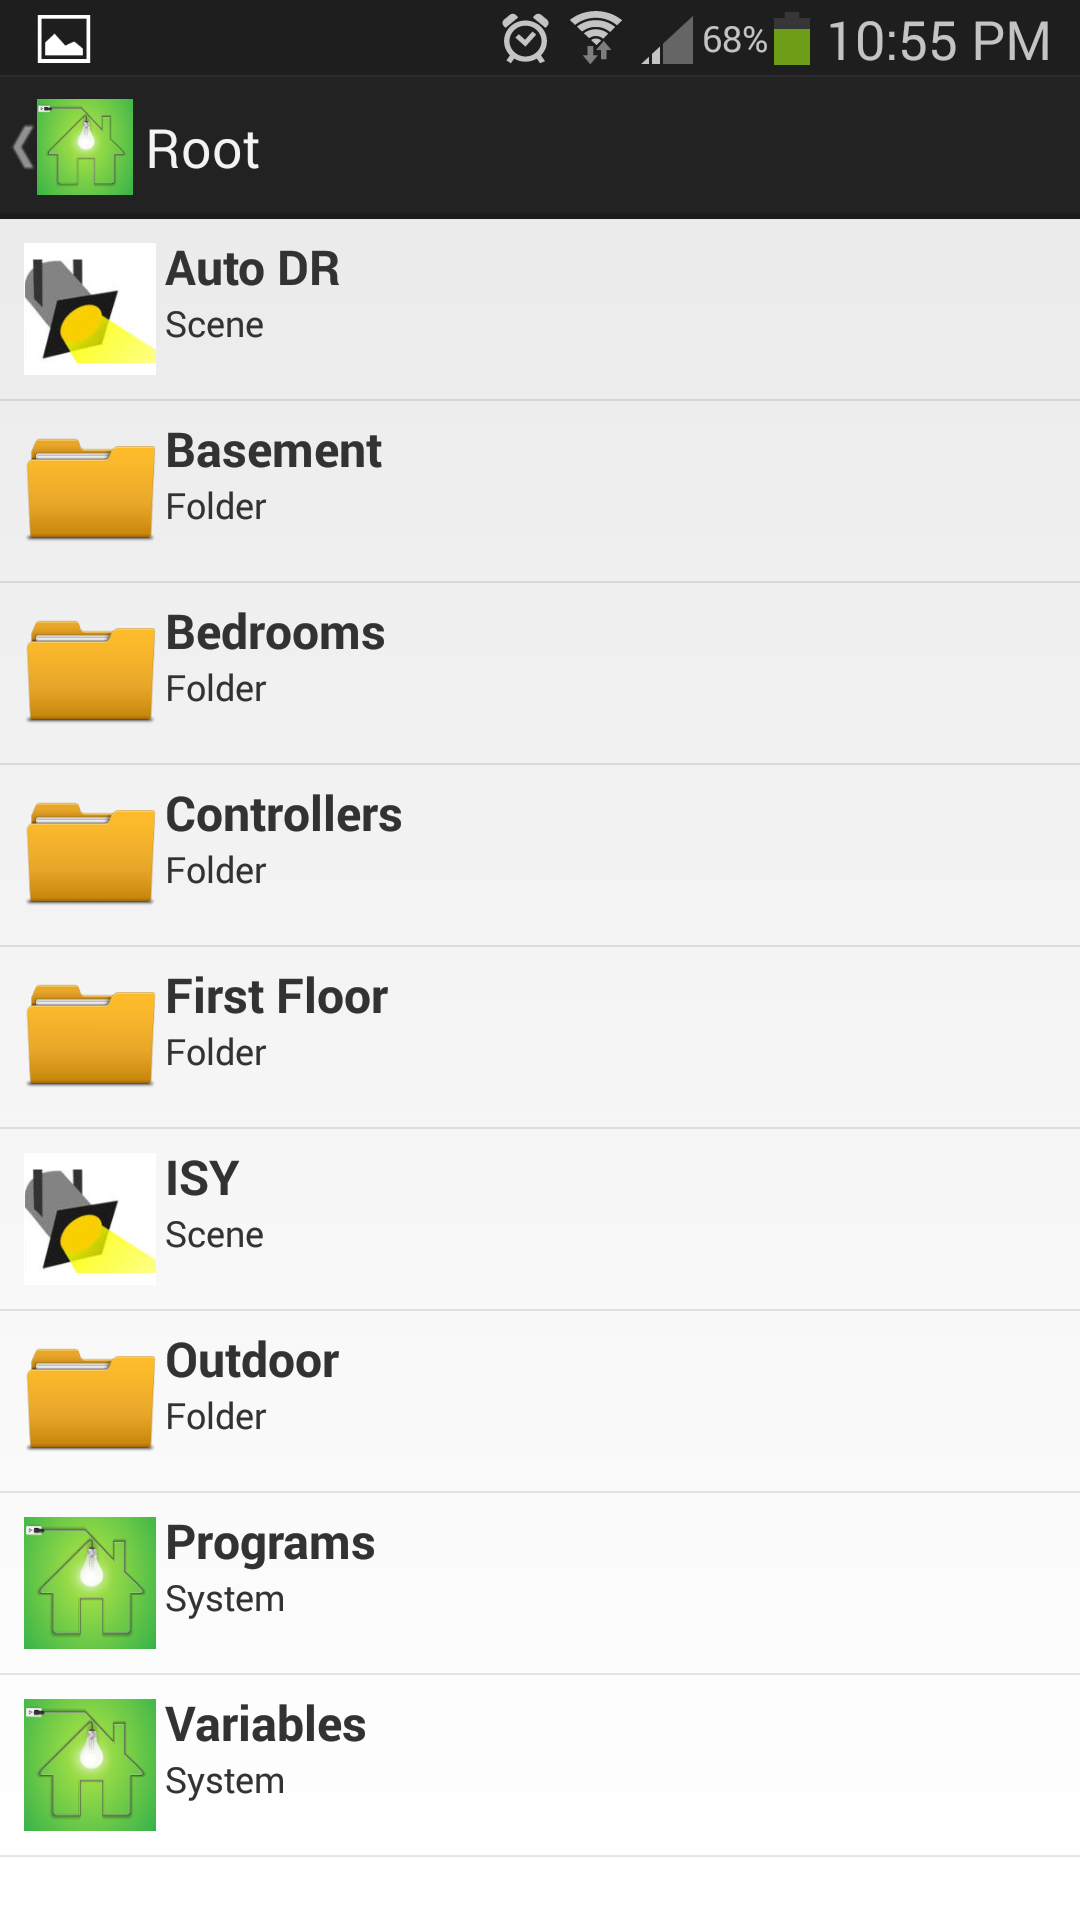 68% 10:55 PM
Root
Auto DR
Scene
Basement
Folder
Bedrooms
Folder
Controllers
Folder
First Floor
Folder
ISY
Scene
Outdoor
Folder
Programs
System
Variables
System